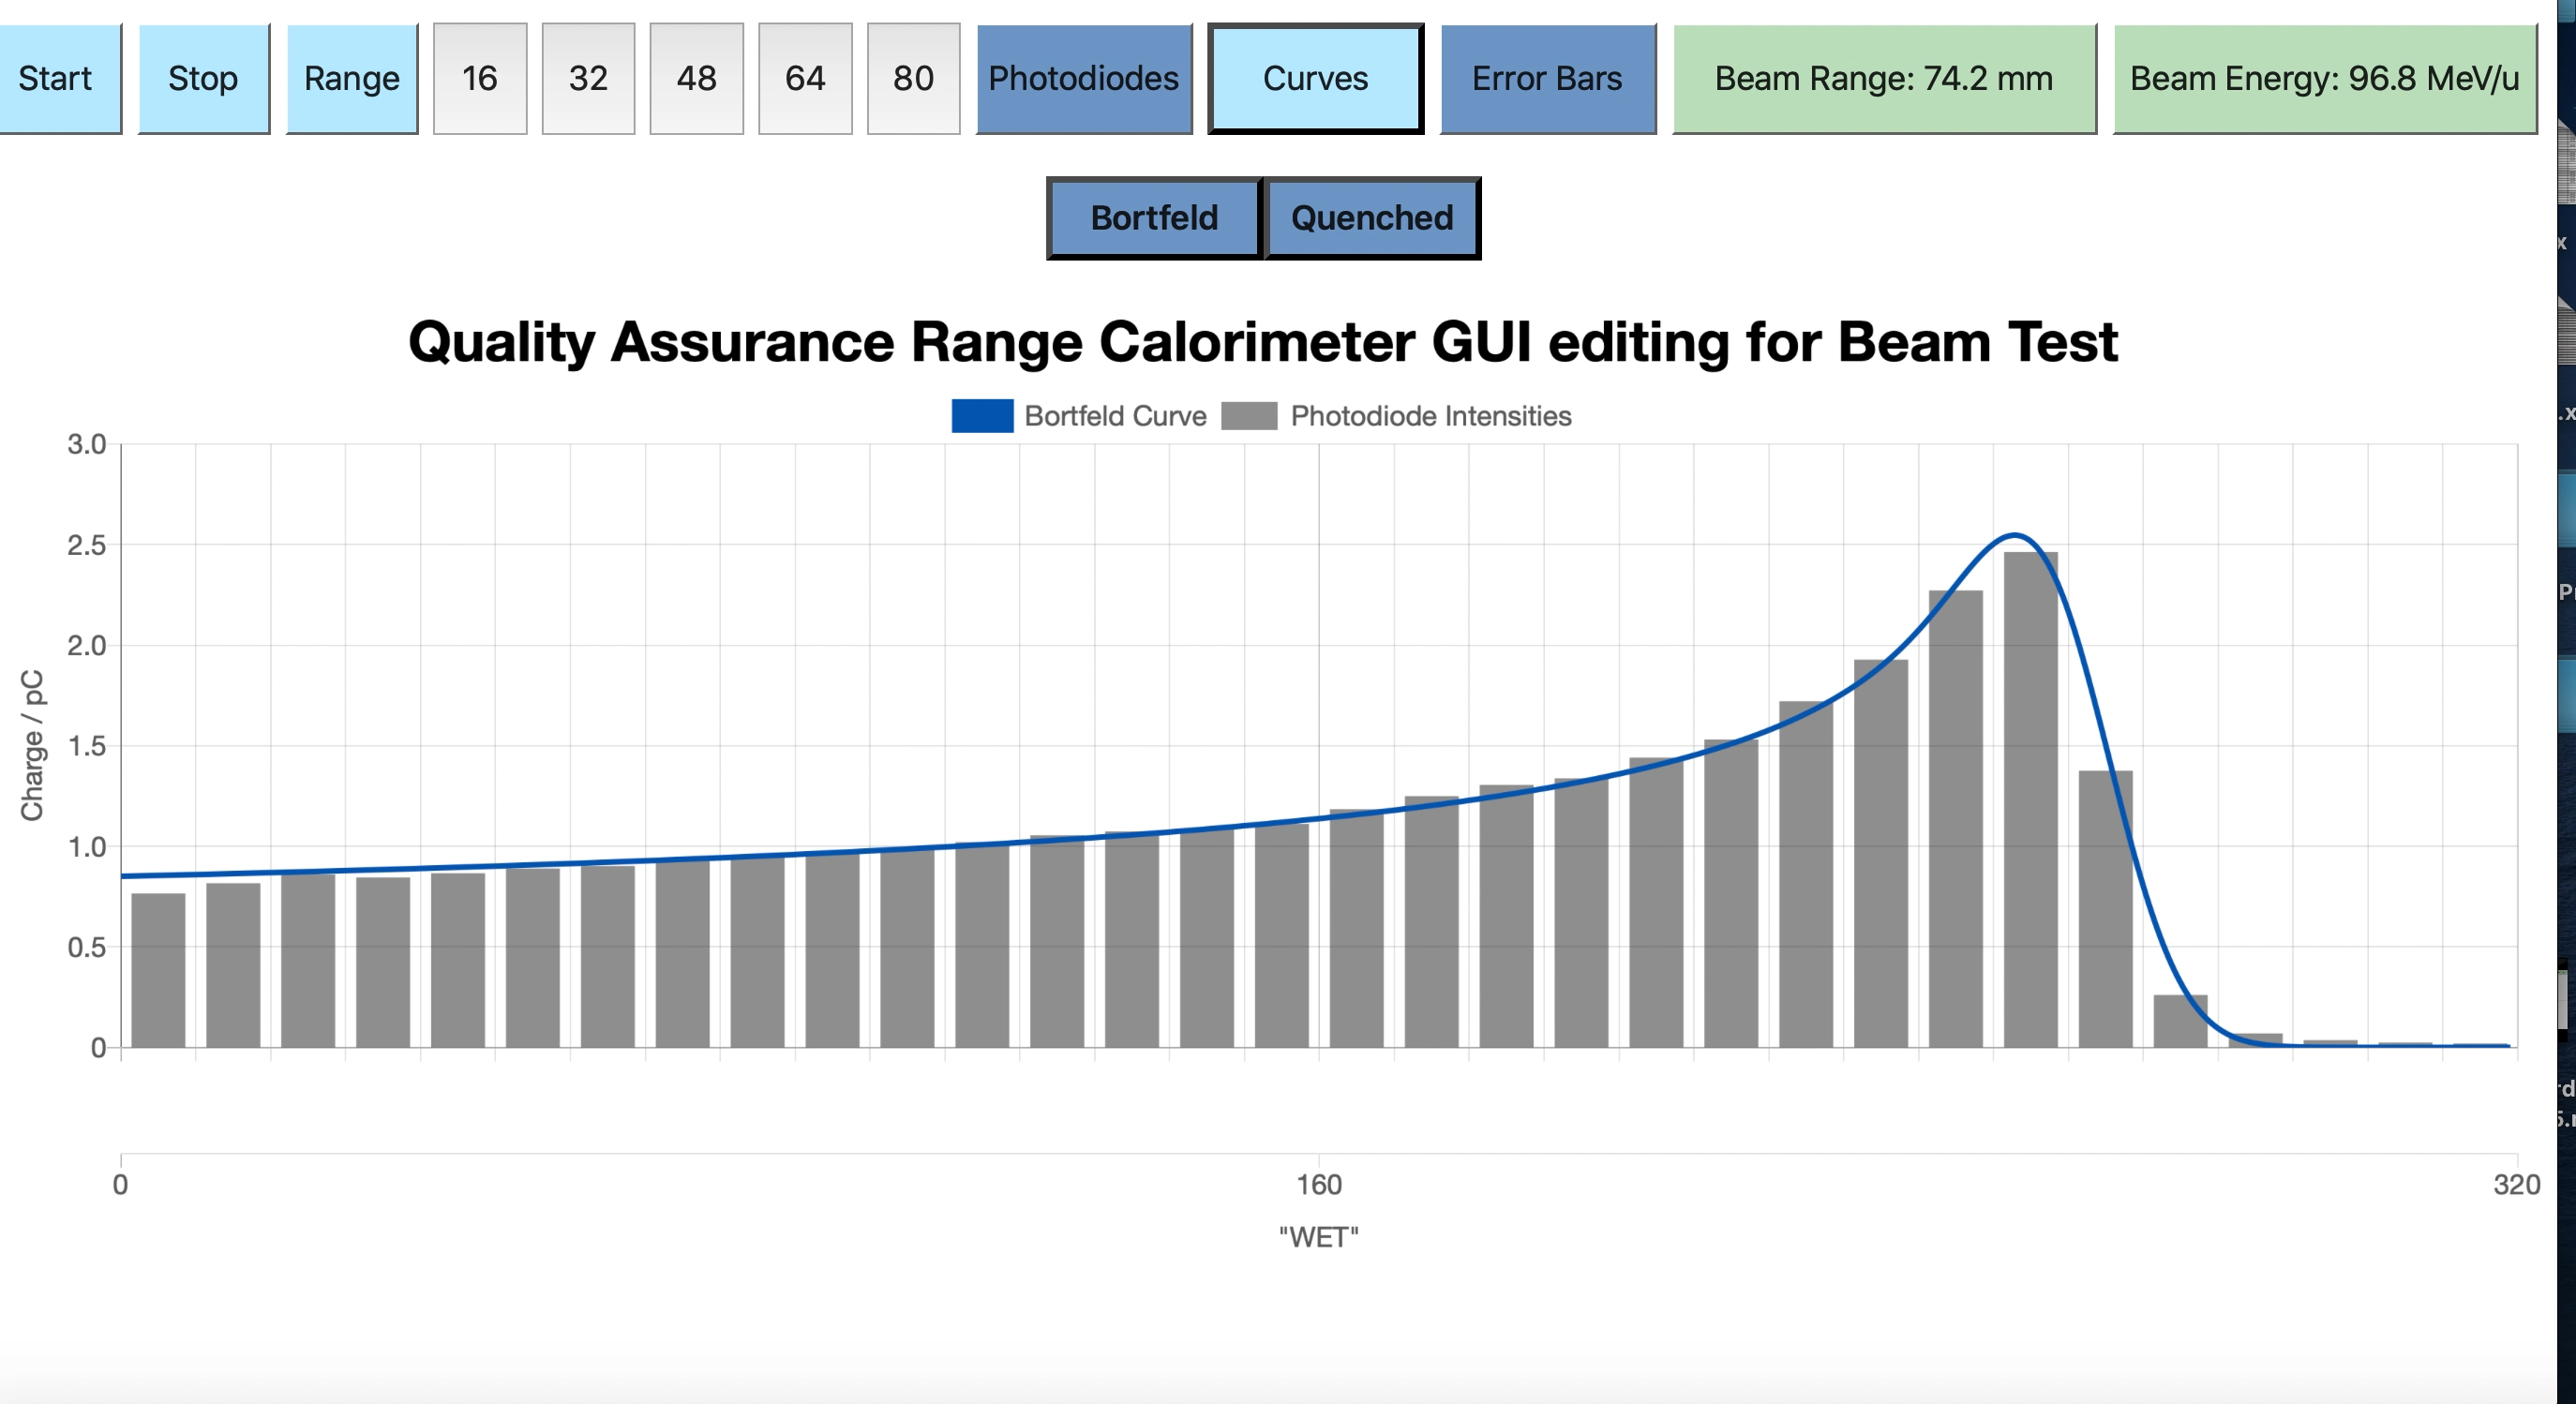 Start Stop Range 16 32 48 64 80 Photodiodes Curves Error Bars Beam Range: 74.2 mm Beam Energy: 96.8 MeV/u
Bortfeld Quenched
Quality Assurance Range Calorimeter GUI editing for Beam Test
Bortfeld Curve Photodiode Intensities
3.0
2.5
2.0
1.5
1.0
0.5
0
Charge / pC
0 160 320
"WET"